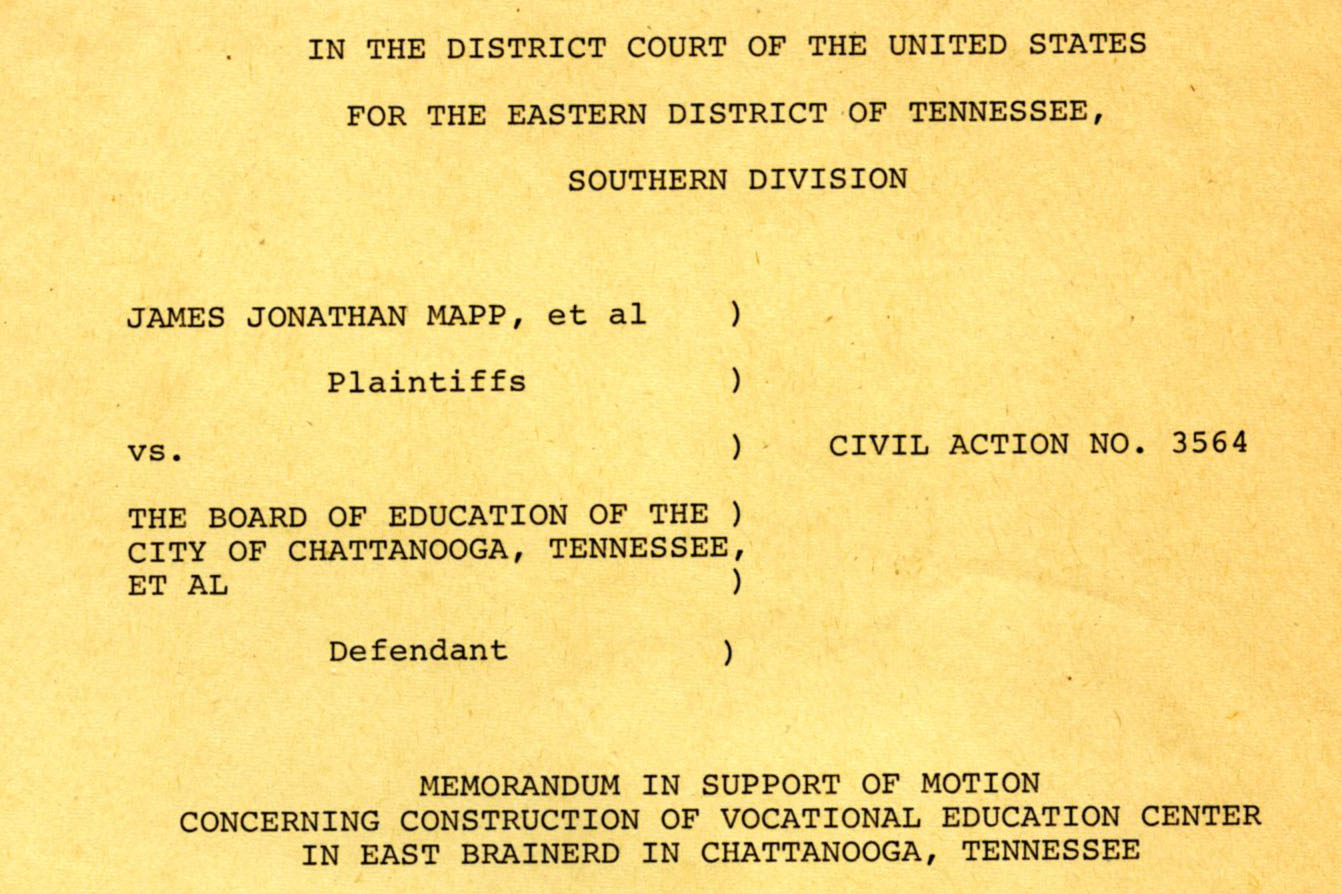 IN THE DISTRICT COURT OF THE UNITED STATES
FOR THE EASTERN DISTRICT OF TENNESSEE,
SOUTHERN DIVISION
JAMES JONATHAN MAPP, et al )
Plaintiffs )
vs. ) CIVIL ACTION NO. 3564
THE BOARD OF EDUCATION OF THE )
CITY OF CHATTANOOGA, TENNESSEE,
ET AL )
Defendant )
MEMORANDUM IN SUPPORT OF MOTION
CONCERNING CONSTRUCTION OF VOCATIONAL EDUCATION CENTER
IN EAST BRAINERD IN CHATTANOOGA, TENNESSEE